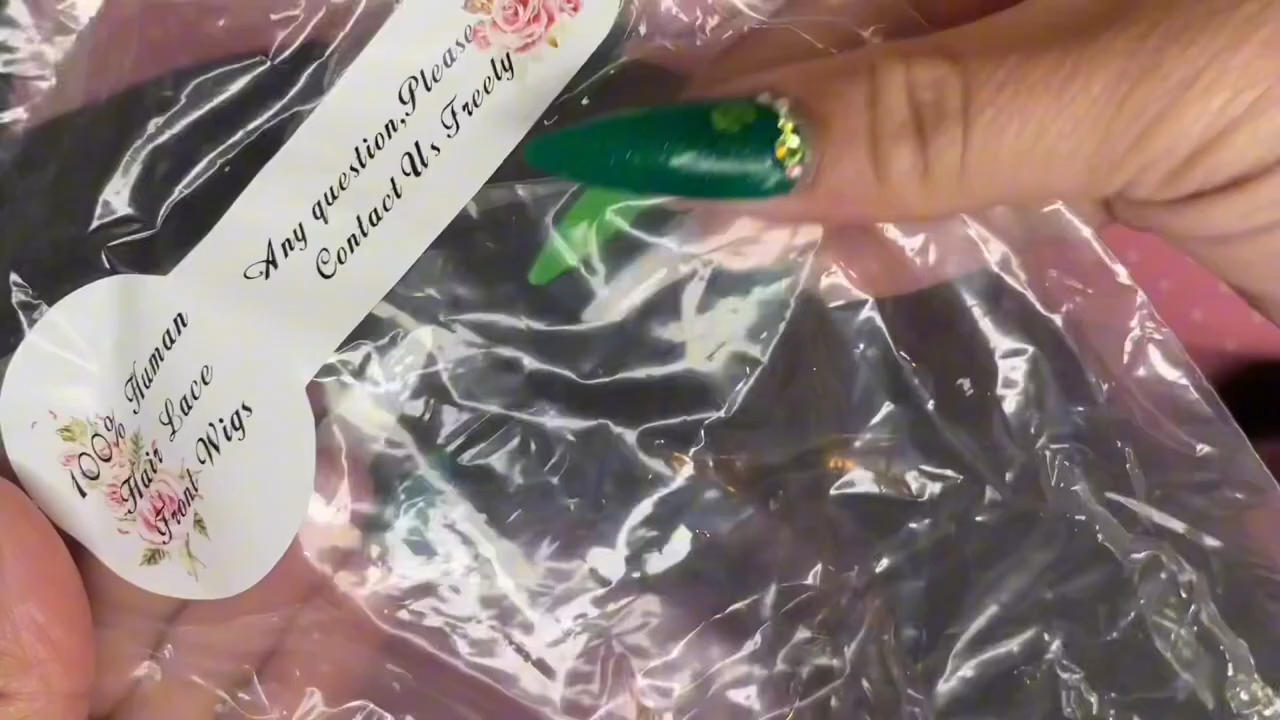 Any question,Please
Contact Us Freely
100% Human
Hair Lace
Front Wigs